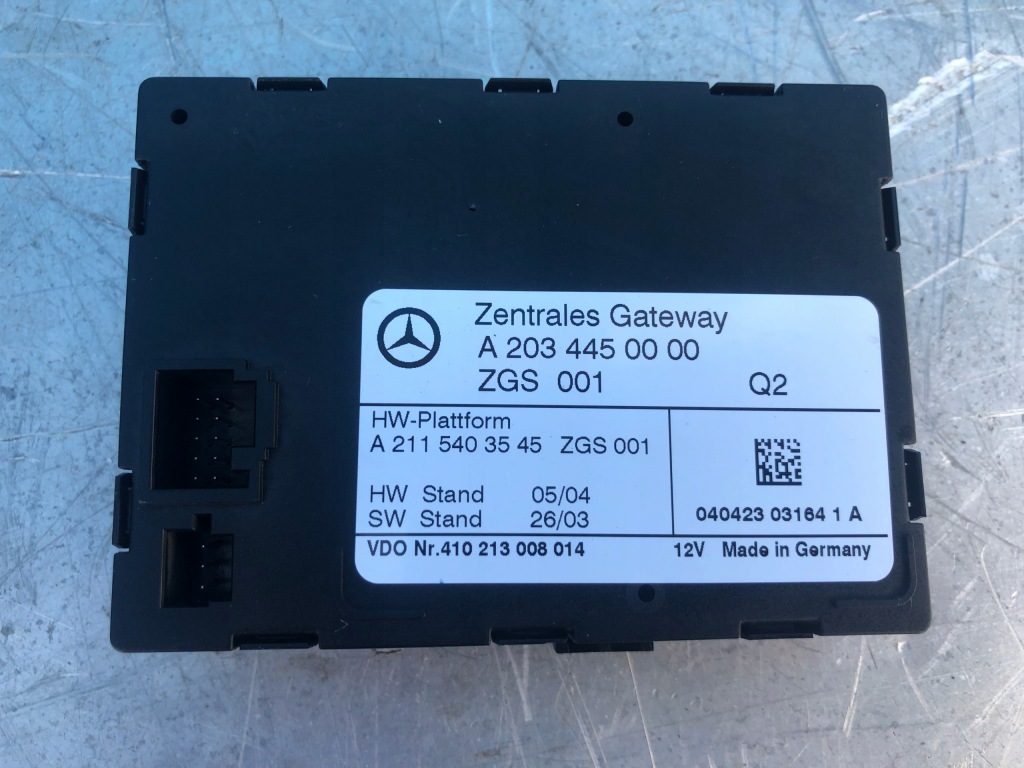 Zentrales Gateway
A 203 445 00 00
ZGS 001 Q2
HW-Plattform
A 211 540 35 45 ZGS 001
HW Stand 05/04
SW Stand 26/03
040423 03164 1 A
VDO Nr.410 213 008 014 12V Made in Germany